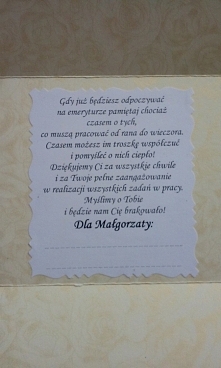 Gdy już będziesz odpoczywać
na emeryturze pamiętaj chociaż
czasem o tych,
co muszą pracować od rana do wieczora.
Czasem możesz im troszkę współczuć
i pomyśleć o nich ciepło!
Dziękujemy Ci za wszystkie chwile
i za Twoje pełne zaangażowanie
w realizacji wszystkich zadań w pracy.
Myślimy o Tobie
i będzie nam Cię brakowało!
Dla Małgorzaty: